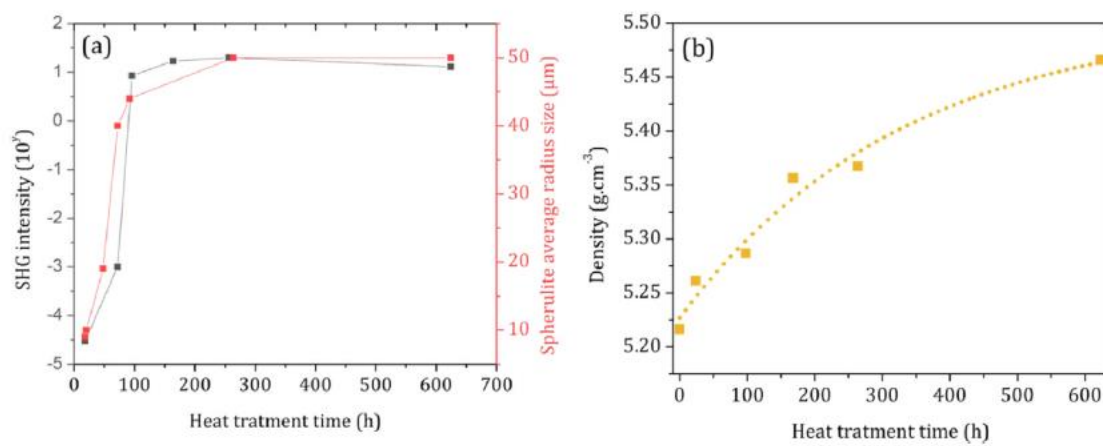 (a)
2
1
0
-1
-2
-3
-4
-5
SHG intensity (10ʸ)
0 100 200 300 400 500 600 700
Heat tratment time (h)
50
40
30
20
10
Spherulite average radius size (µm)
(b)
5.50
5.45
5.40
5.35
5.30
5.25
5.20
Density (g.cm⁻³)
0 100 200 300 400 500 600
Heat tratment time (h)